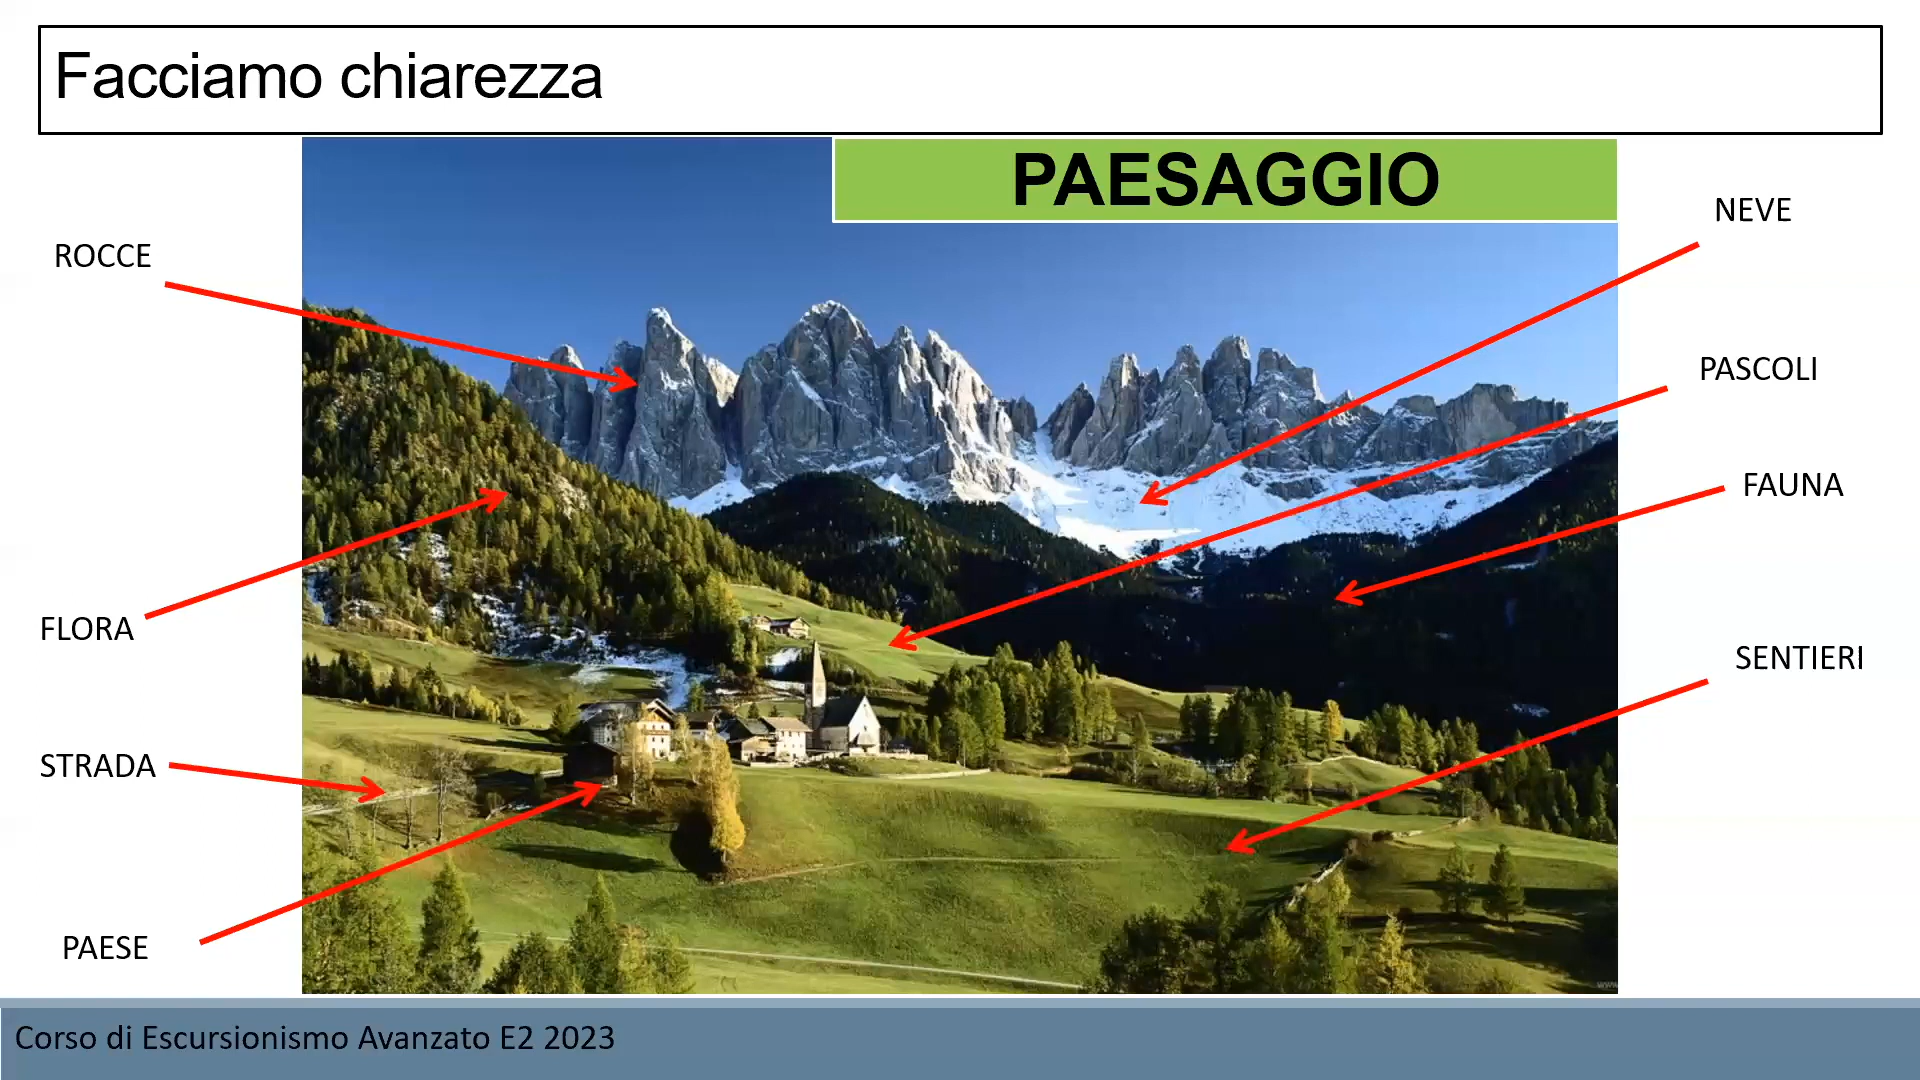 Facciamo chiarezza
PAESAGGIO
ROCCE
NEVE
PASCOLI
FAUNA
FLORA
SENTIERI
STRADA
PAESE
Corso di Escursionismo Avanzato E2 2023